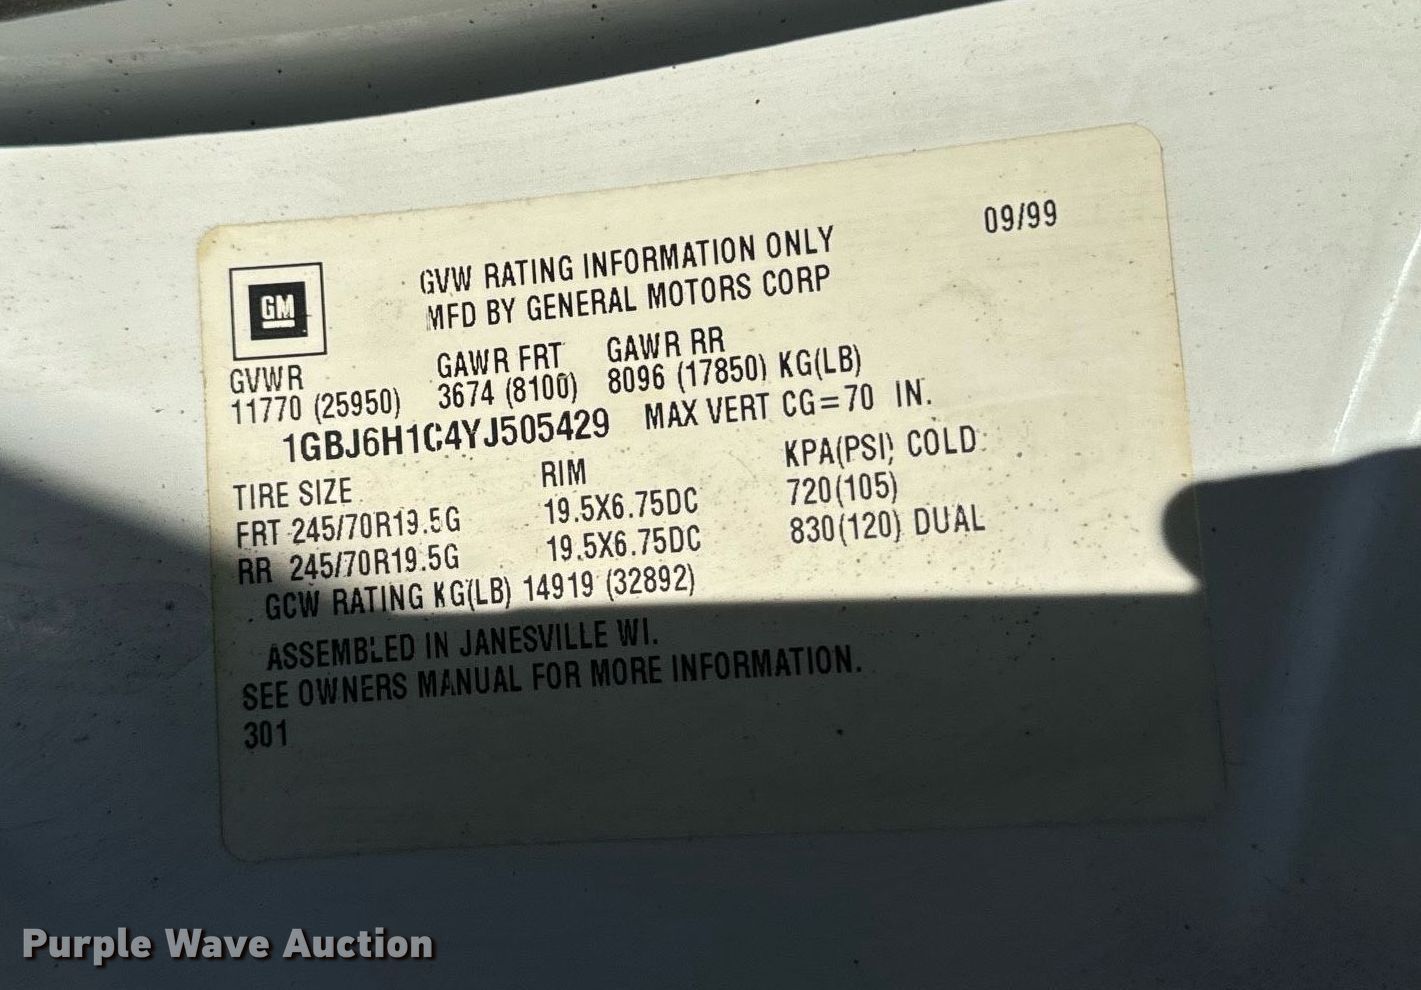 09/99
GM
GVW RATING INFORMATION ONLY
MFD BY GENERAL MOTORS CORP
GVWR GAWR FRT GAWR RR
11770 (25950) 3674 (8100) 8096 (17850) KG(LB)
1GBJ6H1C4YJ505429 MAX VERT CG=70 IN.
TIRE SIZE RIM KPA(PSI) COLD
FRT 245/70R19.5G 19.5X6.75DC 720(105)
RR 245/70R19.5G 19.5X6.75DC 830(120) DUAL
GCW RATING KG(LB) 14919 (32892)
ASSEMBLED IN JANESVILLE WI.
SEE OWNERS MANUAL FOR MORE INFORMATION.
301
Purple Wave Auction